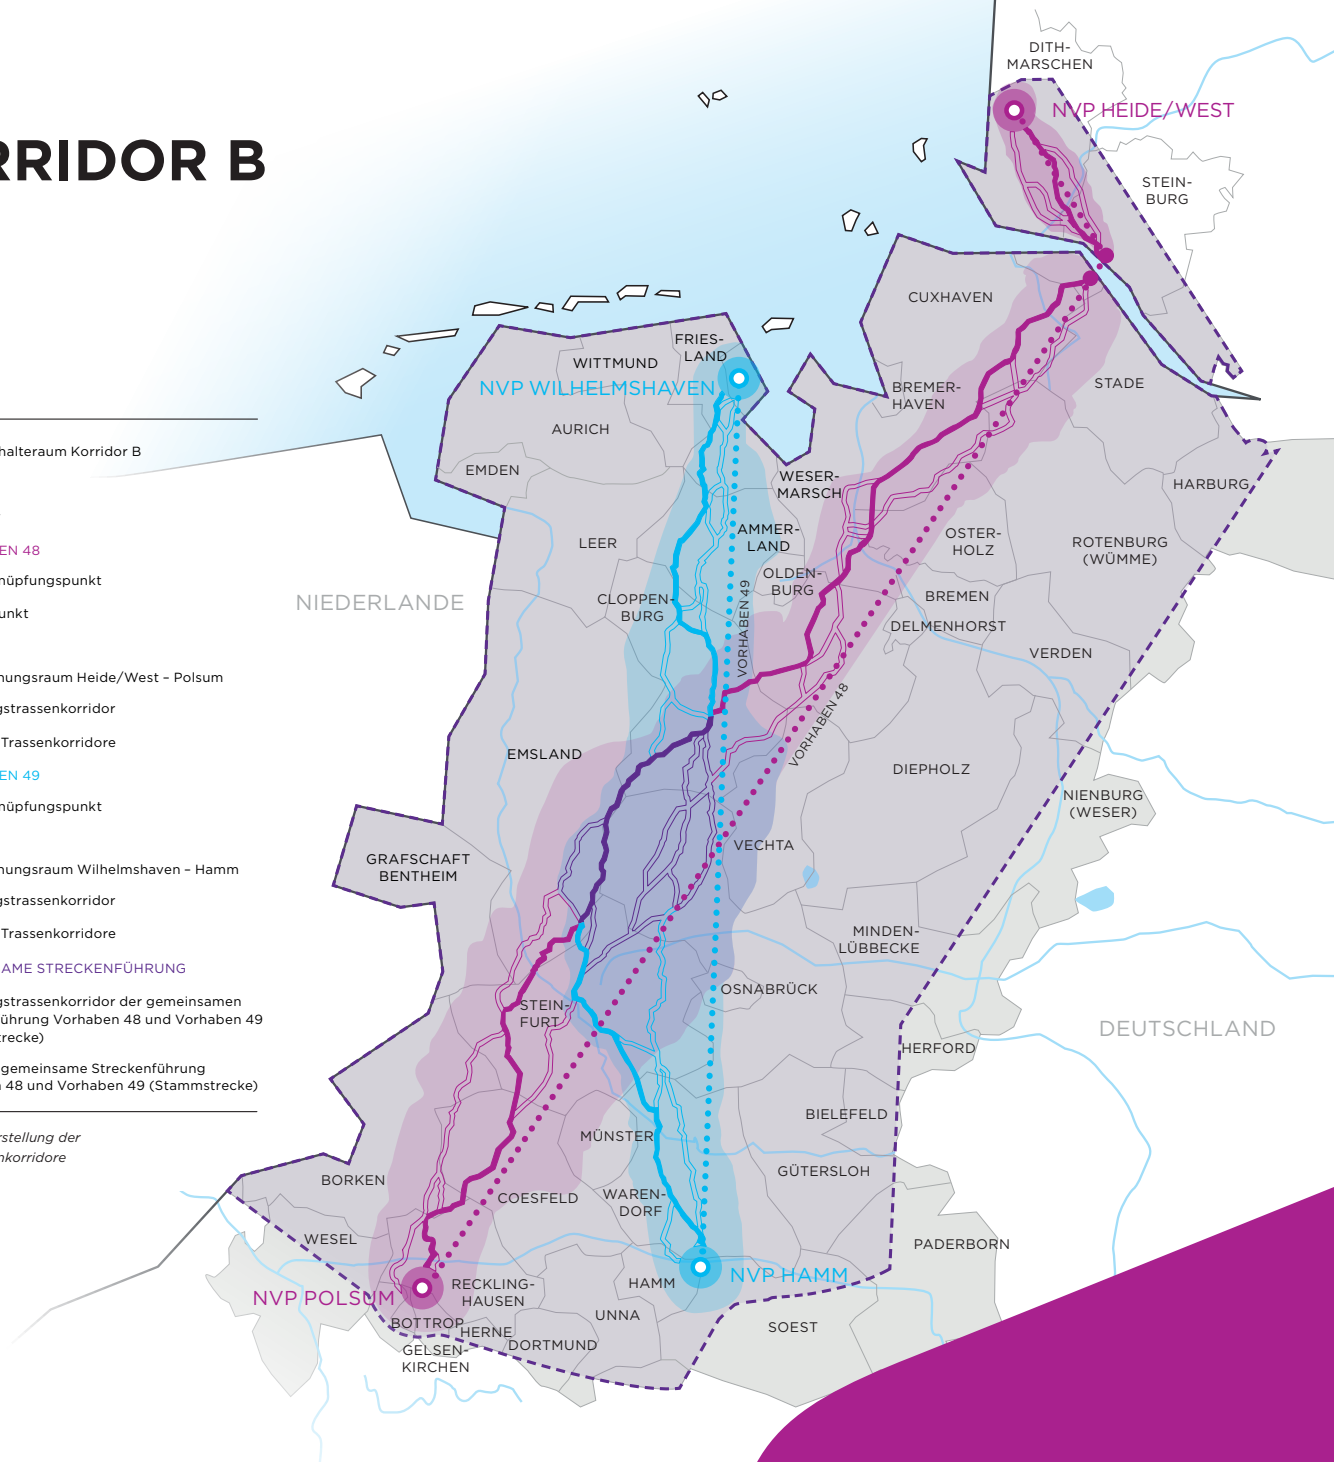 RRIDOR B
halteraum Korridor B
EN 48
nüpfungspunkt
unkt
nungsraum Heide/West – Polsum
gstrassenkorridor
Trassenkorridore
EN 49
nüpfungspunkt
nungsraum Wilhelmshaven – Hamm
gstrassenkorridor
Trassenkorridore
AME STRECKENFÜHRUNG
gstrassenkorridor der gemeinsamen
führung Vorhaben 48 und Vorhaben 49
trecke)
gemeinsame Streckenführung
48 und Vorhaben 49 (Stammstrecke)
rstellung der
nkorridore
DITH-
MARSCHEN
NVP HEIDE/WEST
STEIN-
BURG
CUXHAVEN
FRIES-
LAND
WITTMUND
NVP WILHELMSHAVEN
BREMER-
HAVEN
STADE
AURICH
EMDEN
WESER-
MARSCH
HARBURG
LEER
AMMER-
LAND
OSTER-
HOLZ
ROTENBURG
(WÜMME)
OLDEN-
BURG
NIEDERLANDE
CLOPPEN-
BURG
BREMEN
DELMENHORST
VORHABEN 49
VERDEN
VORHABEN 48
EMSLAND
DIEPHOLZ
NIENBURG
(WESER)
VECHTA
GRAFSCHAFT
BENTHEIM
MINDEN-
LÜBBECKE
OSNABRÜCK
STEIN-
FURT
DEUTSCHLAND
HERFORD
BIELEFELD
MÜNSTER
GÜTERSLOH
BORKEN
COESFELD
WAREN-
DORF
WESEL
PADERBORN
NVP POLSUM
RECKLING-
HAUSEN
HAMM
NVP HAMM
UNNA
SOEST
BOTTROP
HERNE
DORTMUND
GELSEN-
KIRCHEN